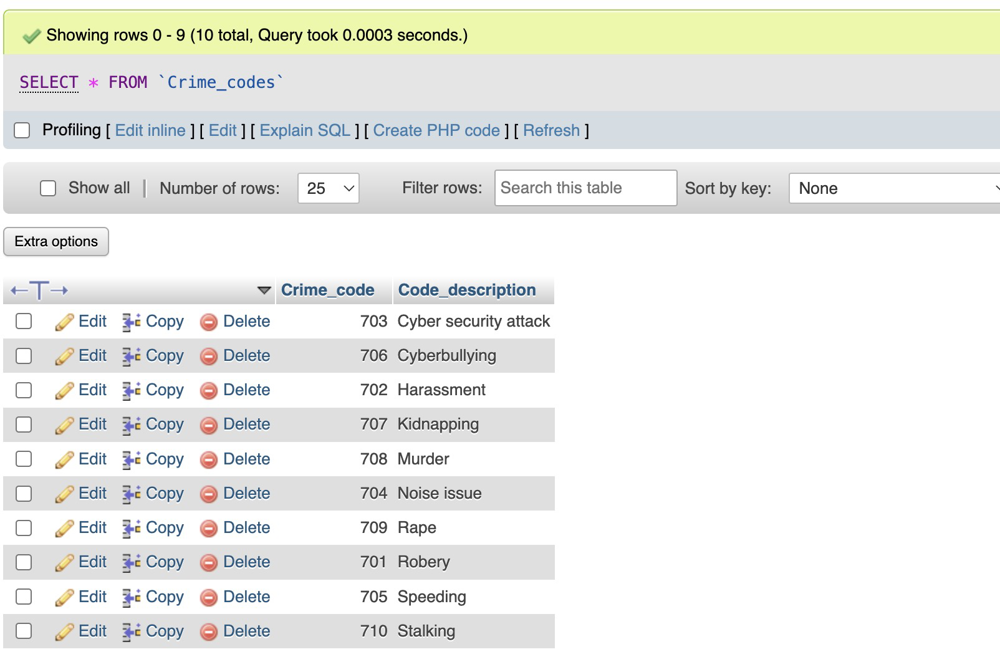 Showing rows 0 - 9 (10 total, Query took 0.0003 seconds.)
SELECT * FROM `Crime_codes`
Profiling [ Edit inline ] [ Edit ] [ Explain SQL ] [ Create PHP code ] [ Refresh ]
Show all | Number of rows: 25 Filter rows: Search this table Sort by key: None
Extra options
←T→ Crime_code Code_description
Edit Copy Delete 703 Cyber security attack
Edit Copy Delete 706 Cyberbullying
Edit Copy Delete 702 Harassment
Edit Copy Delete 707 Kidnapping
Edit Copy Delete 708 Murder
Edit Copy Delete 704 Noise issue
Edit Copy Delete 709 Rape
Edit Copy Delete 701 Robery
Edit Copy Delete 705 Speeding
Edit Copy Delete 710 Stalking